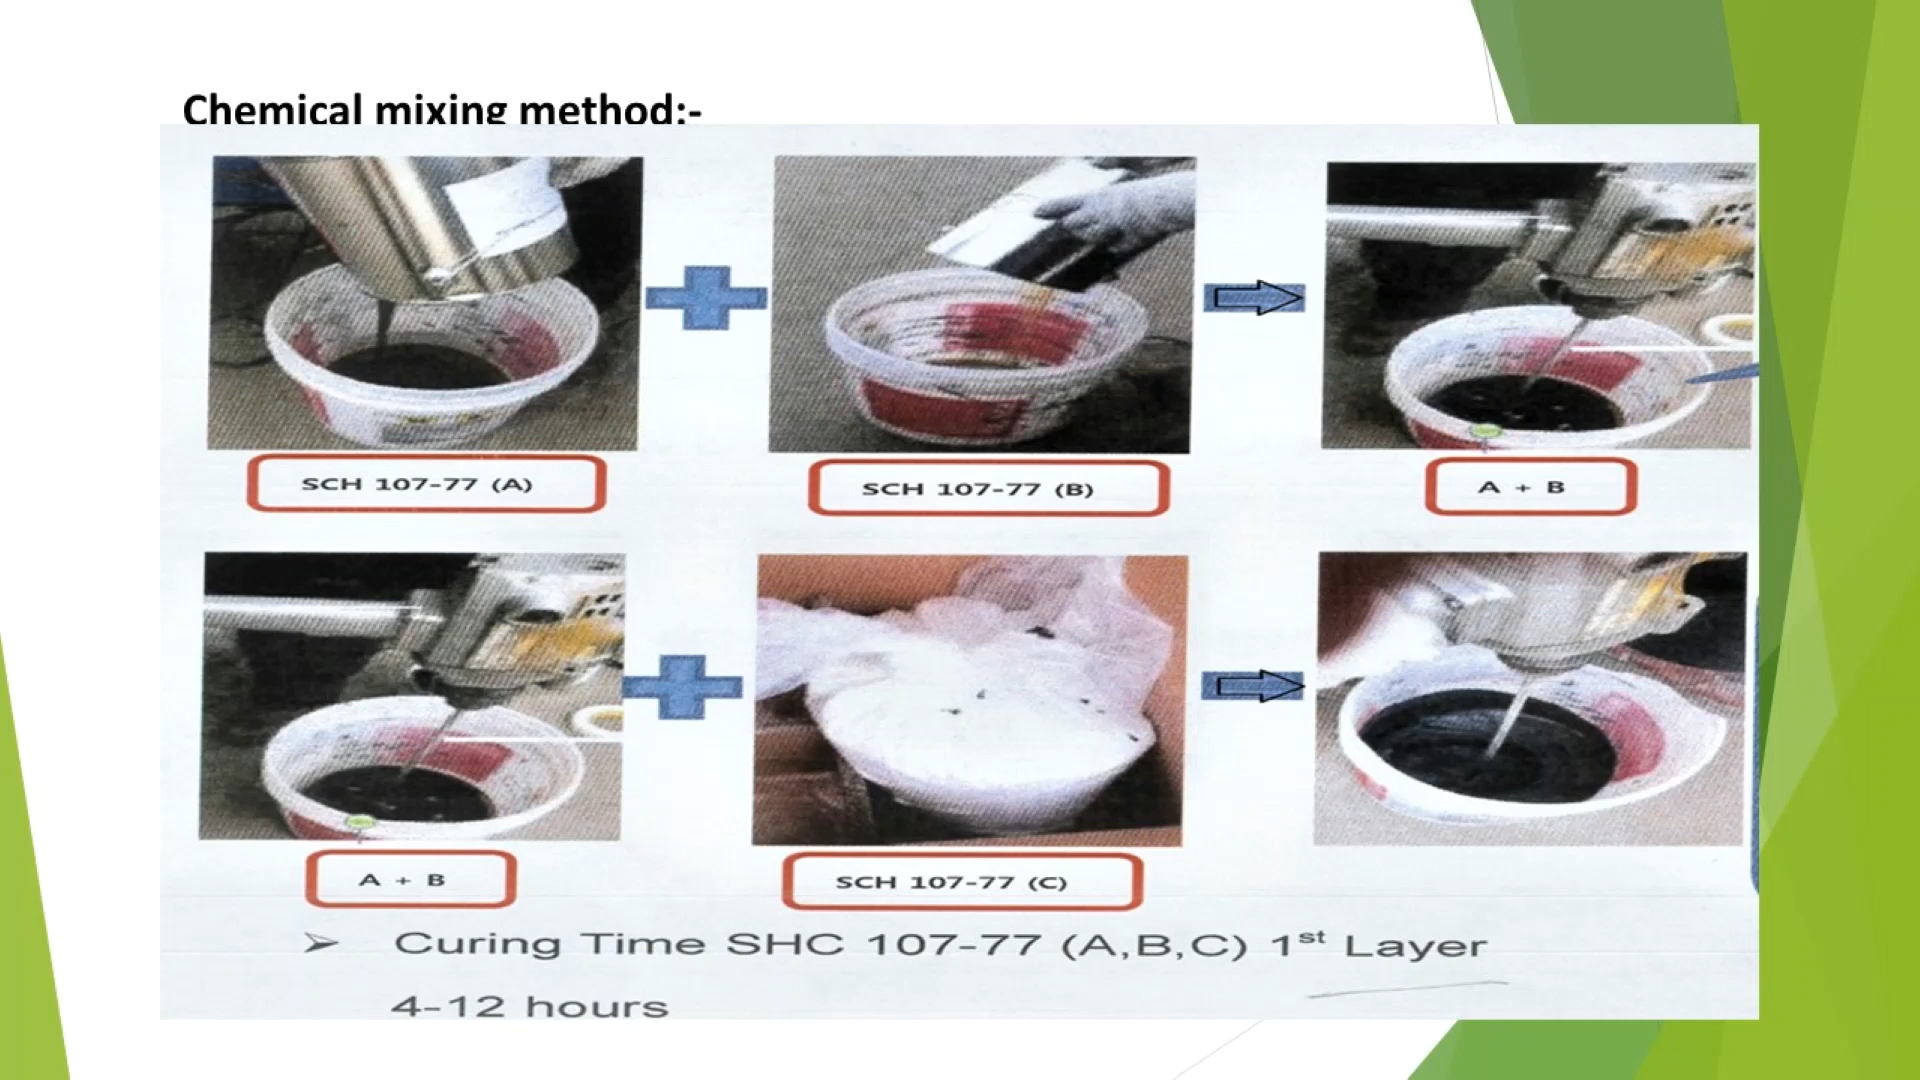 Chemical mixing method:-
SCH 107-77 (A)
SCH 107-77 (B)
A + B
A + B
SCH 107-77 (C)
➢ Curing Time SHC 107-77 (A,B,C) 1st Layer
4-12 hours